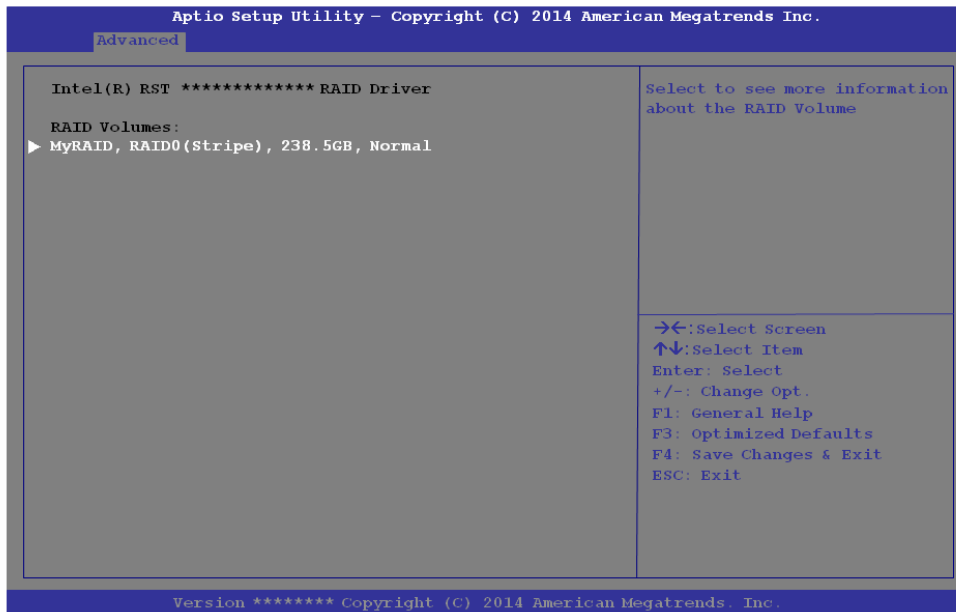 Aptio Setup Utility – Copyright (C) 2014 American Megatrends Inc.
Advanced
Intel(R) RST ************* RAID Driver
RAID Volumes:
▶ MyRAID, RAID0(Stripe), 238.5GB, Normal
Select to see more information
about the RAID Volume
→←:Select Screen
↑↓:Select Item
Enter: Select
+/-: Change Opt.
F1: General Help
F3: Optimized Defaults
F4: Save Changes & Exit
ESC: Exit
Version ******** Copyright (C) 2014 American Megatrends. Inc.